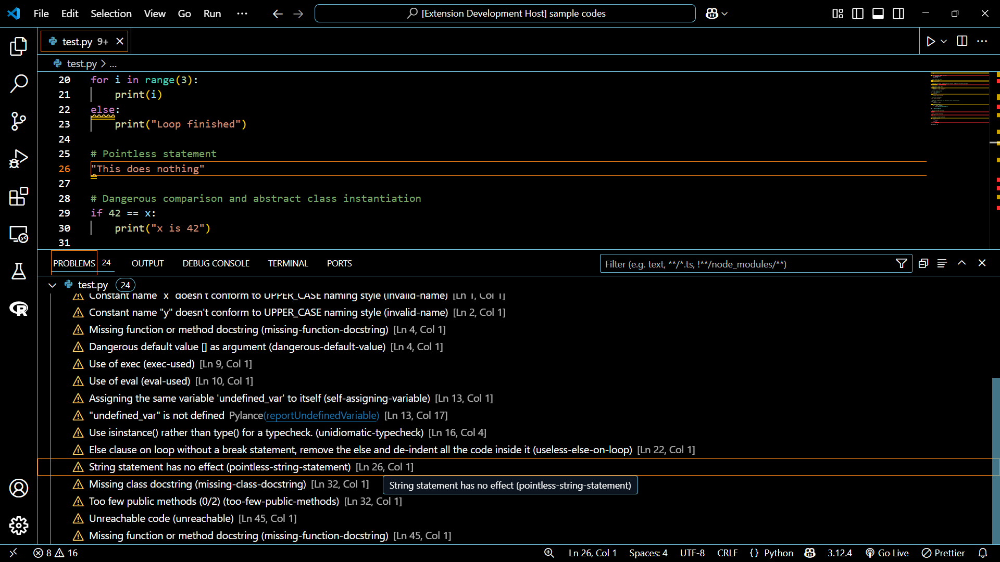 File Edit Selection View Go Run ··· [Extension Development Host] sample codes
test.py 9+
test.py > ...
20 for i in range(3):
21 print(i)
22 else:
23 print("Loop finished")
24
25 # Pointless statement
26 "This does nothing"
27
28 # Dangerous comparison and abstract class instantiation
29 if 42 == x:
30 print("x is 42")
31
PROBLEMS 24 OUTPUT DEBUG CONSOLE TERMINAL PORTS Filter (e.g. text, **/*.ts, !**/node_modules/**)
test.py 24
Constant name "x" doesn't conform to UPPER_CASE naming style (invalid-name) [Ln 1, Col 1]
Constant name "y" doesn't conform to UPPER_CASE naming style (invalid-name) [Ln 2, Col 1]
Missing function or method docstring (missing-function-docstring) [Ln 4, Col 1]
Dangerous default value [] as argument (dangerous-default-value) [Ln 4, Col 1]
Use of exec (exec-used) [Ln 9, Col 1]
Use of eval (eval-used) [Ln 10, Col 1]
Assigning the same variable 'undefined_var' to itself (self-assigning-variable) [Ln 13, Col 1]
"undefined_var" is not defined Pylance(reportUndefinedVariable) [Ln 13, Col 17]
Use isinstance() rather than type() for a typecheck. (unidiomatic-typecheck) [Ln 16, Col 4]
Else clause on loop without a break statement, remove the else and de-indent all the code inside it (useless-else-on-loop) [Ln 22, Col 1]
String statement has no effect (pointless-string-statement) [Ln 26, Col 1]
Missing class docstring (missing-class-docstring) [Ln 32, Col 1]
String statement has no effect (pointless-string-statement)
Too few public methods (0/2) (too-few-public-methods) [Ln 32, Col 1]
Unreachable code (unreachable) [Ln 45, Col 1]
Missing function or method docstring (missing-function-docstring) [Ln 45, Col 1]
8 16 Ln 26, Col 1 Spaces: 4 UTF-8 CRLF {} Python 3.12.4 Go Live Prettier